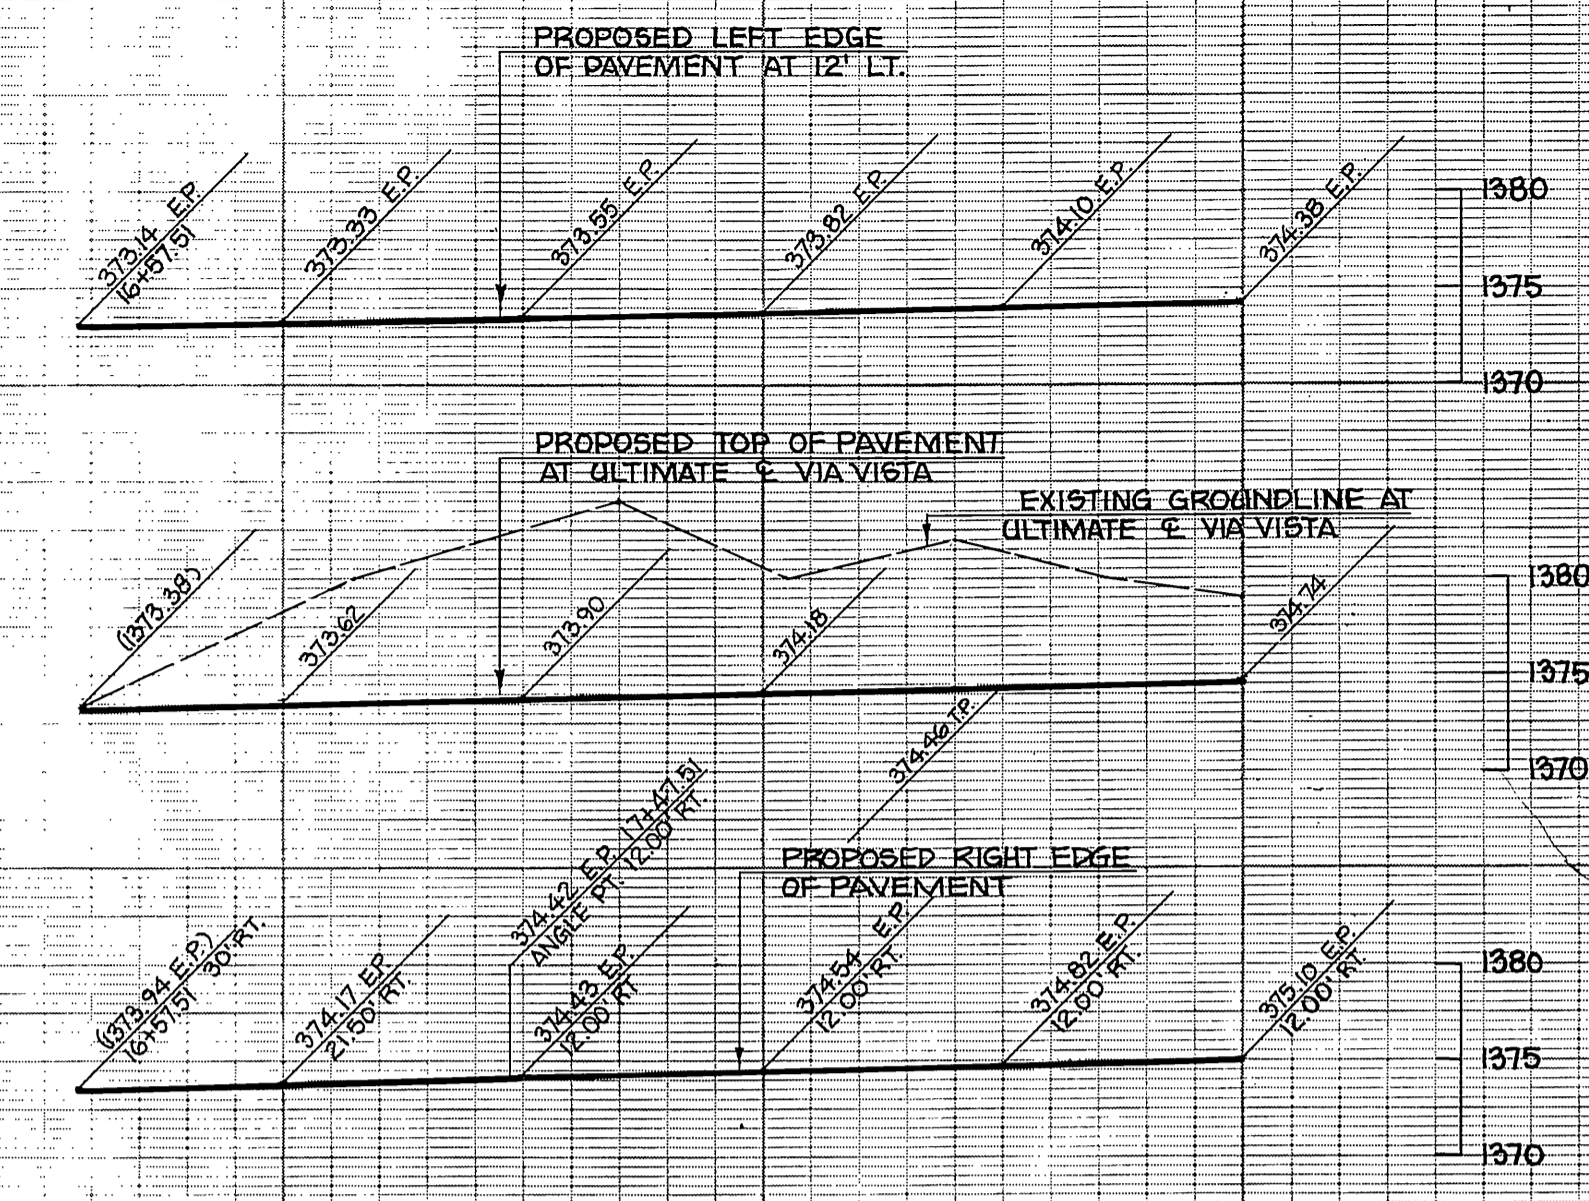 PROPOSED LEFT EDGE
OF PAVEMENT AT 12' LT.
373.14 E.P.
16+57.51
373.33 E.P.
373.55 E.P.
373.82 E.P.
374.10 E.P.
374.38 E.P.
1380
1375
1370
PROPOSED TOP OF PAVEMENT
AT ULTIMATE ℄ VIA VISTA
EXISTING GROUNDLINE AT
ULTIMATE ℄ VIA VISTA
(1373.38)
373.62
373.90
374.18
374.46 T.P.
374.74
1380
1375
1370
PROPOSED RIGHT EDGE
OF PAVEMENT
(1373.94 E.P.)
16+57.51 30' RT.
374.17 E.P.
21.50' RT.
374.42 E.P. 17+47.51
ANGLE PT. 12.00' RT.
374.43 E.P.
12.00' RT
374.54 E.P.
12.00' RT.
374.82 E.P.
12.00' RT.
375.10 E.P.
12.00' RT.
1380
1375
1370